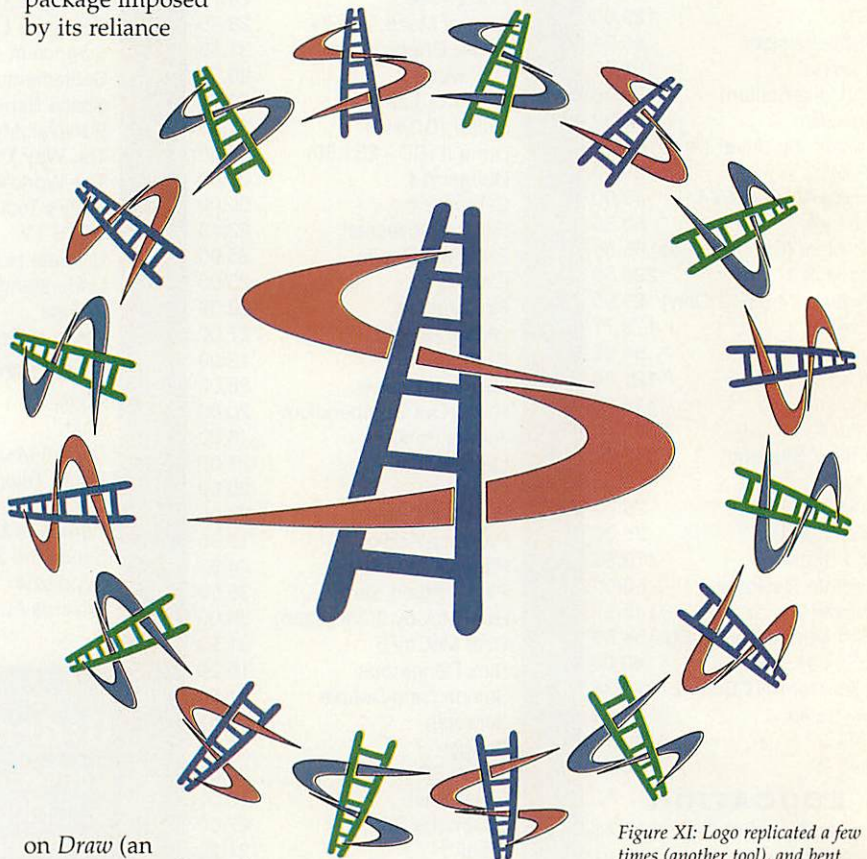 package imposed
by its reliance
on Draw (an
Figure XI: Logo replicated a few
times (another tool), and bent